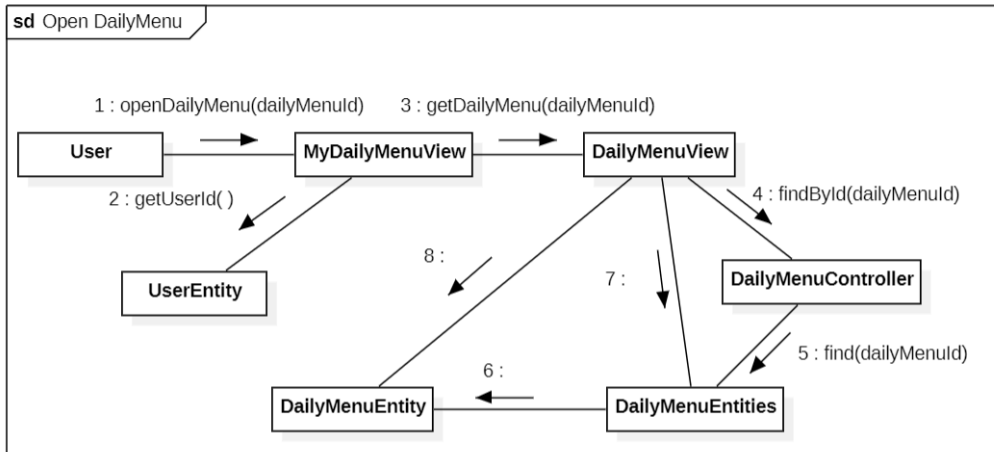 sd Open DailyMenu
1 : openDailyMenu(dailyMenuId)
3 : getDailyMenu(dailyMenuId)
User
MyDailyMenuView
DailyMenuView
2 : getUserId( )
4 : findById(dailyMenuId)
8 :
7 :
UserEntity
DailyMenuController
5 : find(dailyMenuId)
6 :
DailyMenuEntity
DailyMenuEntities